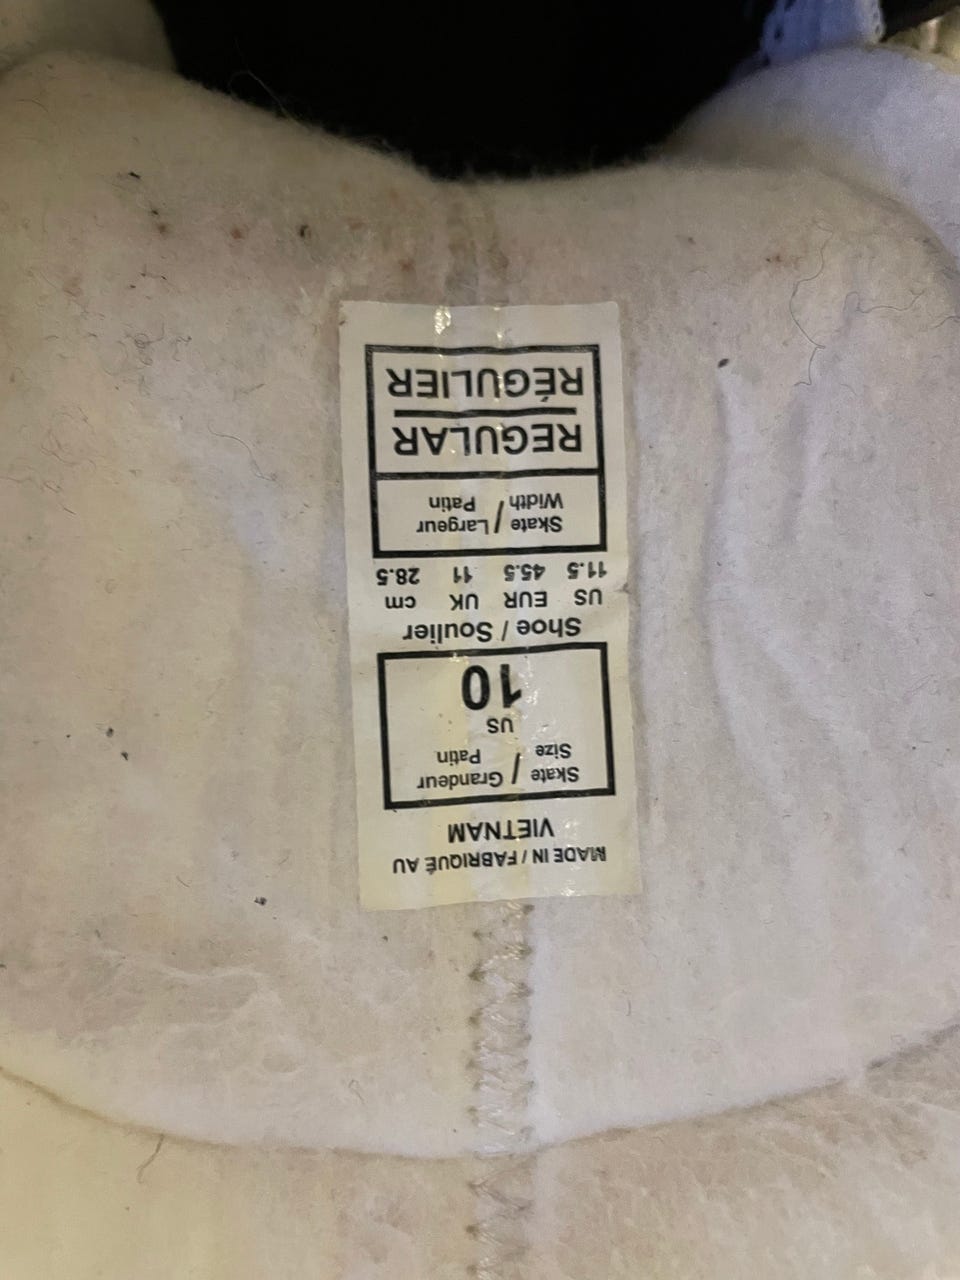 MADE IN / FABRIQUÉ AU
VIETNAM
Skate / Grandeur
Size Patin
US
10
Shoe / Soulier
US EUR UK cm
11.5 45.5 11 28.5
Skate / Largeur
Width Patin
REGULAR
RÉGULIER